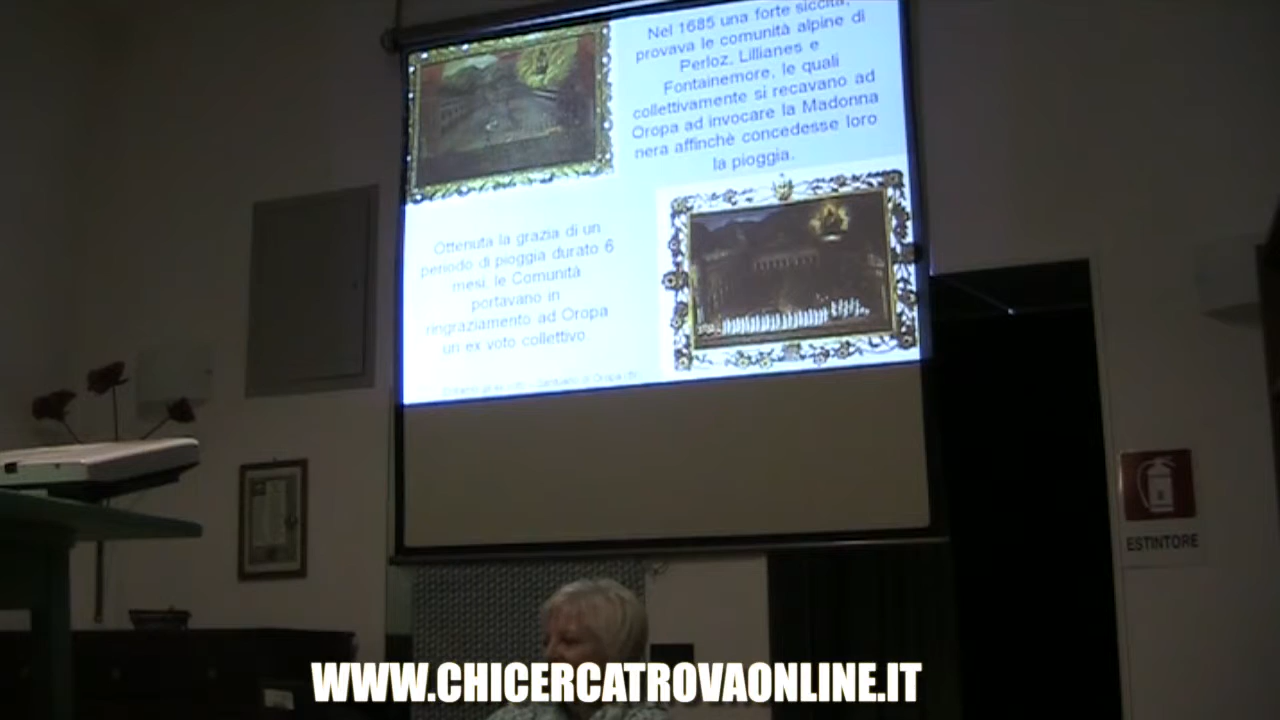 Nel 1685 una forte siccità,
provava le comunità alpine di
Perloz, Lillianes e
Fontainemore, le quali
collettivamente si recavano ad
Oropa ad invocare la Madonna
nera affinchè concedesse loro
la pioggia.
Ottenuta la grazia di un
periodo di pioggia durato 6
mesi, le Comunità
portavano in
ringraziamento ad Oropa
un ex voto collettivo
ESTINTORE
WWW.CHICERCATROVAONLINE.IT